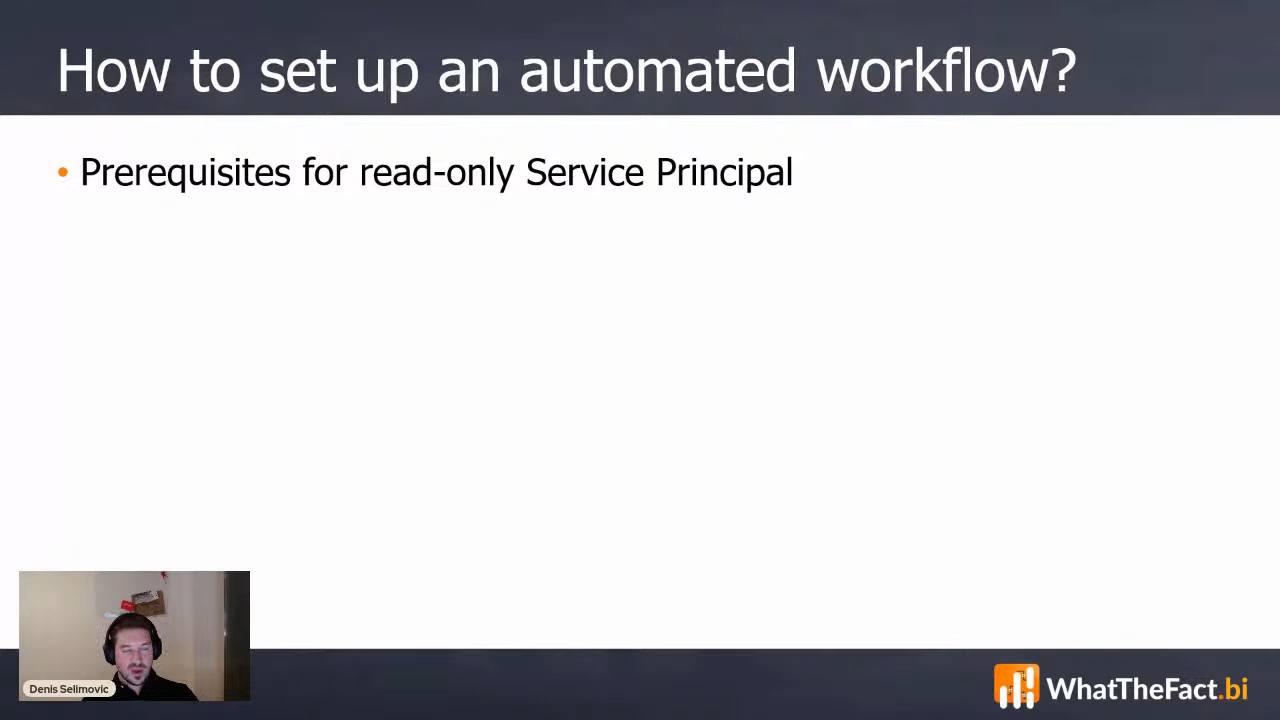 How to set up an automated workflow?
• Prerequisites for read-only Service Principal
Denis Selimovic
WhatTheFact.bi